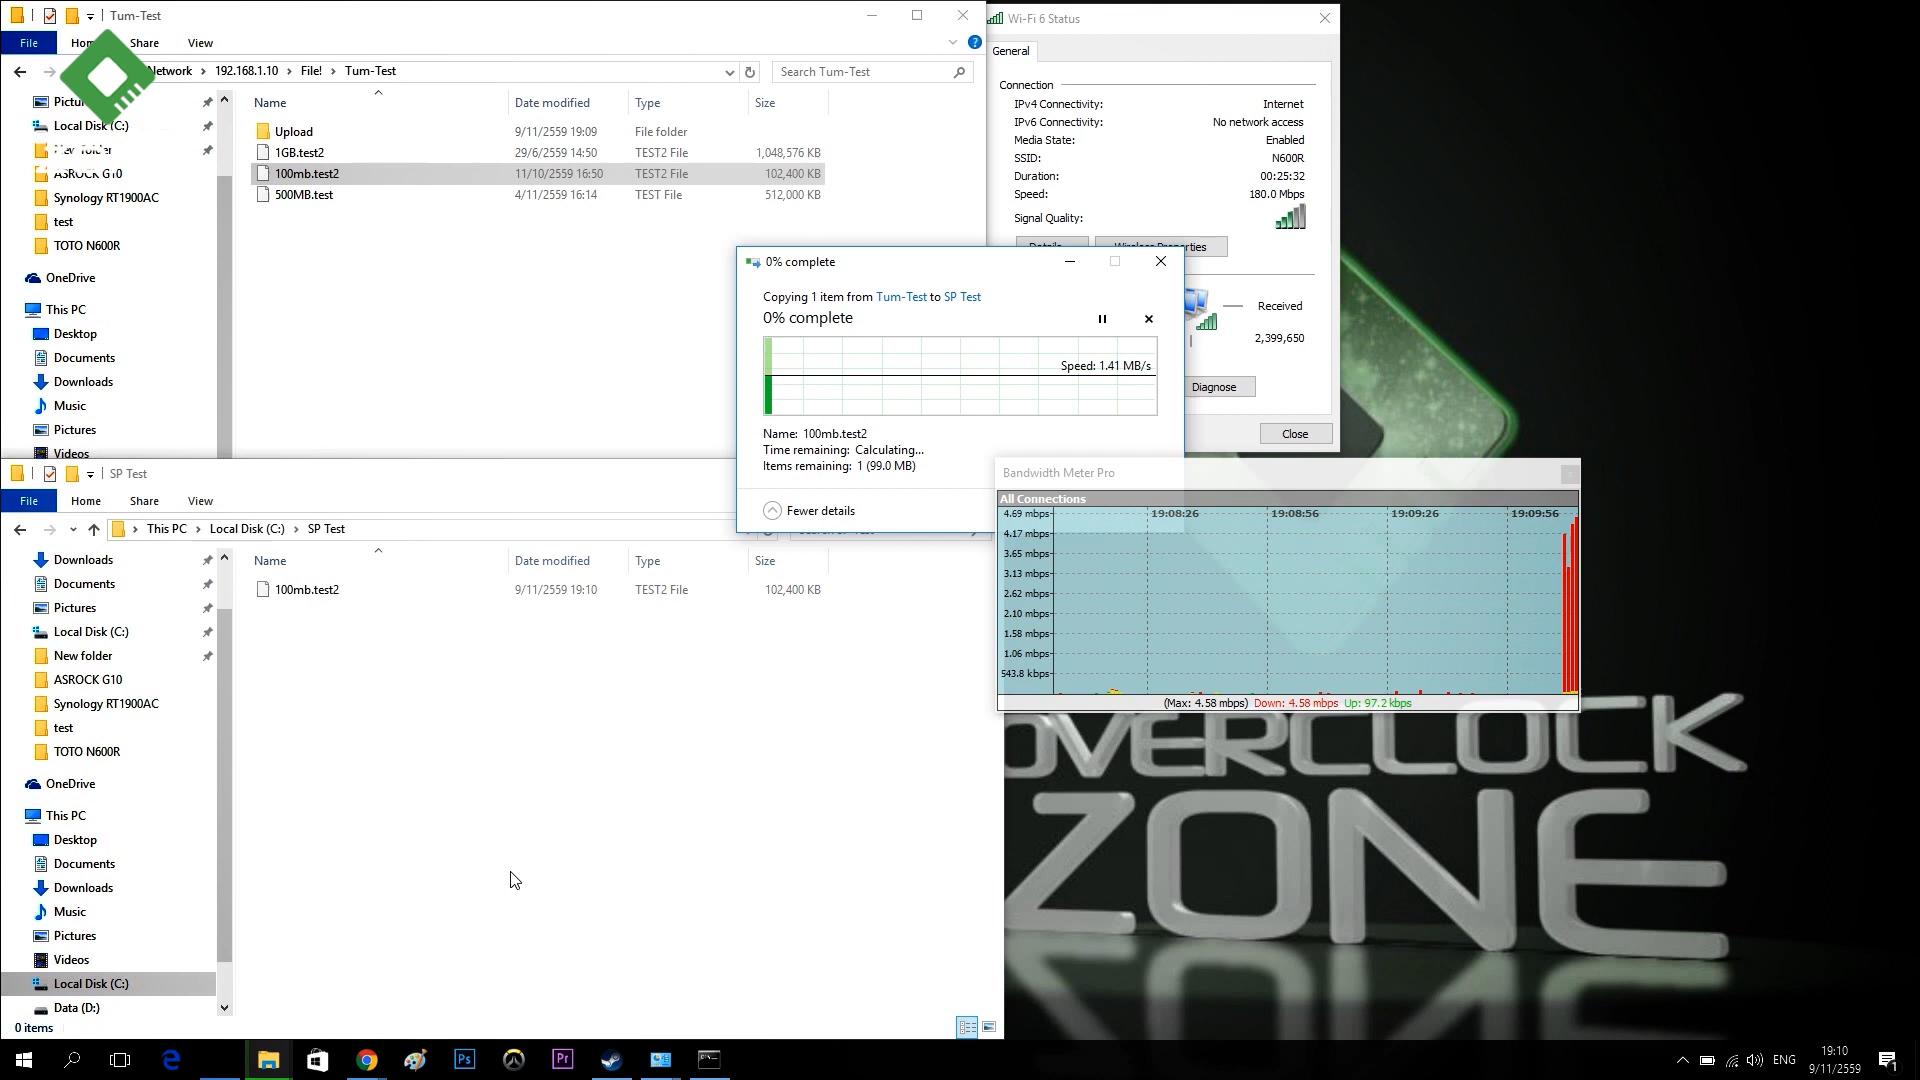 Tum-Test
File Home Share View
Network > 192.168.1.10 > File! > Tum-Test
Search Tum-Test
Name Date modified Type Size
Upload 9/11/2559 19:09 File folder
1GB.test2 29/6/2559 14:50 TEST2 File 1,048,576 KB
100mb.test2 11/10/2559 16:50 TEST2 File 102,400 KB
500MB.test 4/11/2559 16:14 TEST File 512,000 KB
Local Disk (C:)
New folder
ASROCK G10
Synology RT1900AC
test
TOTO N600R
OneDrive
This PC
Desktop
Documents
Downloads
Music
Pictures
Videos
Wi-Fi 6 Status
General
Connection
IPv4 Connectivity: Internet
IPv6 Connectivity: No network access
Media State: Enabled
SSID: N600R
Duration: 00:25:32
Speed: 180.0 Mbps
Signal Quality:
Details... Wireless Properties
Received
2,399,650
Diagnose
Close
0% complete
Copying 1 item from Tum-Test to SP Test
0% complete
Speed: 1.41 MB/s
Name: 100mb.test2
Time remaining: Calculating...
Items remaining: 1 (99.0 MB)
Fewer details
SP Test
File Home Share View
> This PC > Local Disk (C:) > SP Test
Name Date modified Type Size
100mb.test2 9/11/2559 19:10 TEST2 File 102,400 KB
Downloads
Documents
Pictures
Local Disk (C:)
New folder
ASROCK G10
Synology RT1900AC
test
TOTO N600R
OneDrive
This PC
Desktop
Documents
Downloads
Music
Pictures
Videos
Local Disk (C:)
Data (D:)
0 items
Bandwidth Meter Pro
All Connections
19:08:26 19:08:56 19:09:26 19:09:56
4.69 mbps
4.17 mbps
3.65 mbps
3.13 mbps
2.62 mbps
2.10 mbps
1.58 mbps
1.06 mbps
543.8 kbps
(Max: 4.58 mbps) Down: 4.58 mbps Up: 97.2 kbps
OVERCLOCK
ZONE
Ps
Pr
ENG
19:10
9/11/2559
1